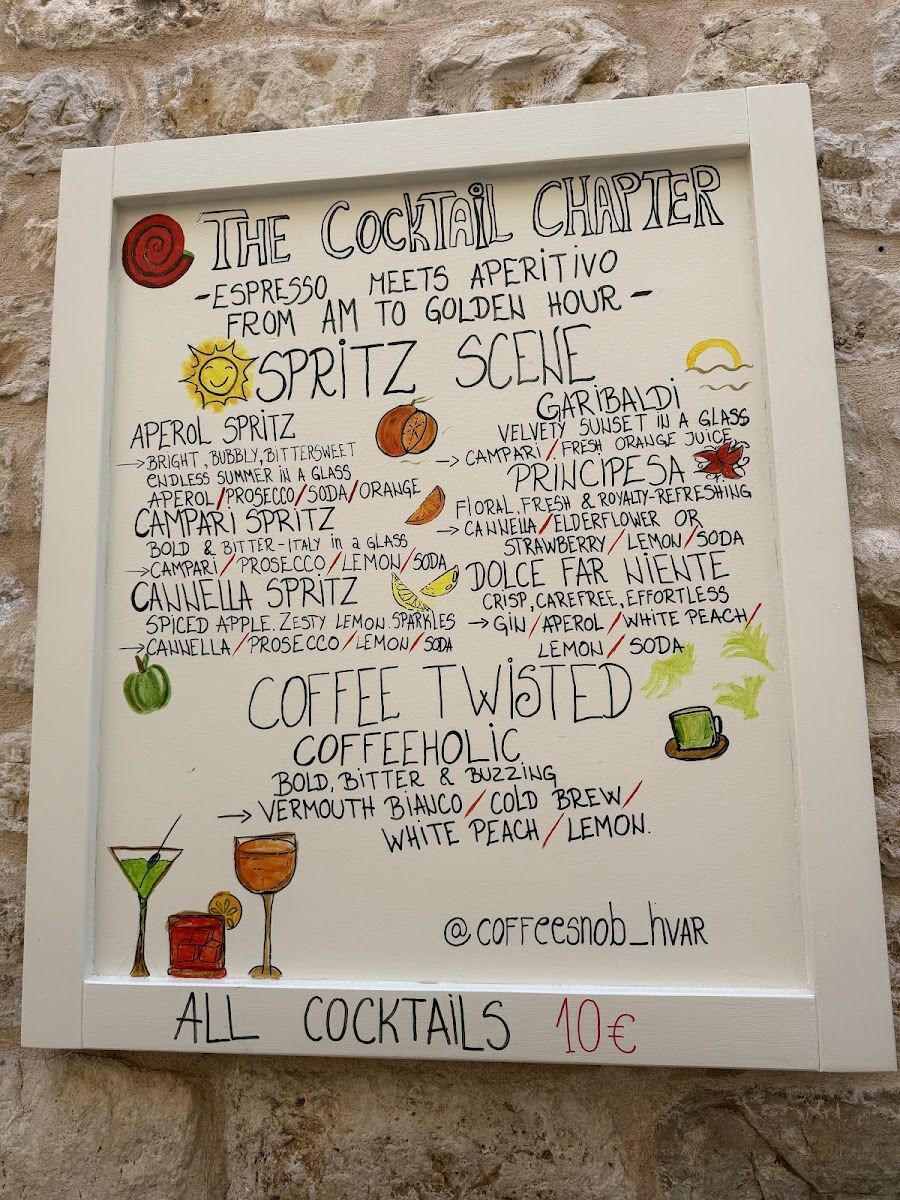 THE COCKTAIL CHAPTER
-ESPRESSO MEETS APERITIVO
FROM AM TO GOLDEN HOUR-
SPRITZ SCENE
APEROL SPRITZ
→BRIGHT, BUBBLY, BITTERSWEET
ENDLESS SUMMER IN A GLASS
APEROL/PROSECCO/SODA/ORANGE
CAMPARI SPRITZ
BOLD & BITTER-ITALY in a GLASS
→CAMPARI/PROSECCO/LEMON/SODA
CANNELLA SPRITZ
SPICED APPLE. ZESTY LEMON. SPARKLES
→CANNELLA/PROSECCO/LEMON/SODA
GARIBALDI
VELVETY SUNSET IN A GLASS
→CAMPARI/FRESH ORANGE JUICE
PRINCIPESA
FLORAL, FRESH & ROYALTY-REFRESHING
→CANNELLA/ELDERFLOWER OR
STRAWBERRY/LEMON/SODA
DOLCE FAR NIENTE
CRISP, CAREFREE, EFFORTLESS
→GIN/APEROL/WHITE PEACH/
LEMON/SODA
COFFEE TWISTED
COFFEEHOLIC
BOLD, BITTER & BUZZING
→VERMOUTH BIANCO/COLD BREW/
WHITE PEACH/LEMON.
@coffeesnob_hvar
ALL COCKTAILS 10€